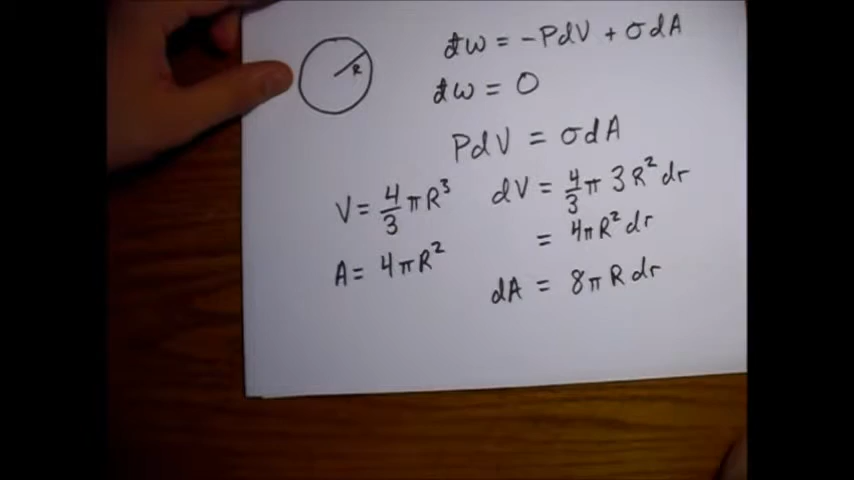 R
đw = -PdV + σdA
đw = 0
PdV = σdA
V = 4/3 πR³
dV = 4/3 π 3R² dr
= 4πR² dr
A = 4πR²
dA = 8πR dr